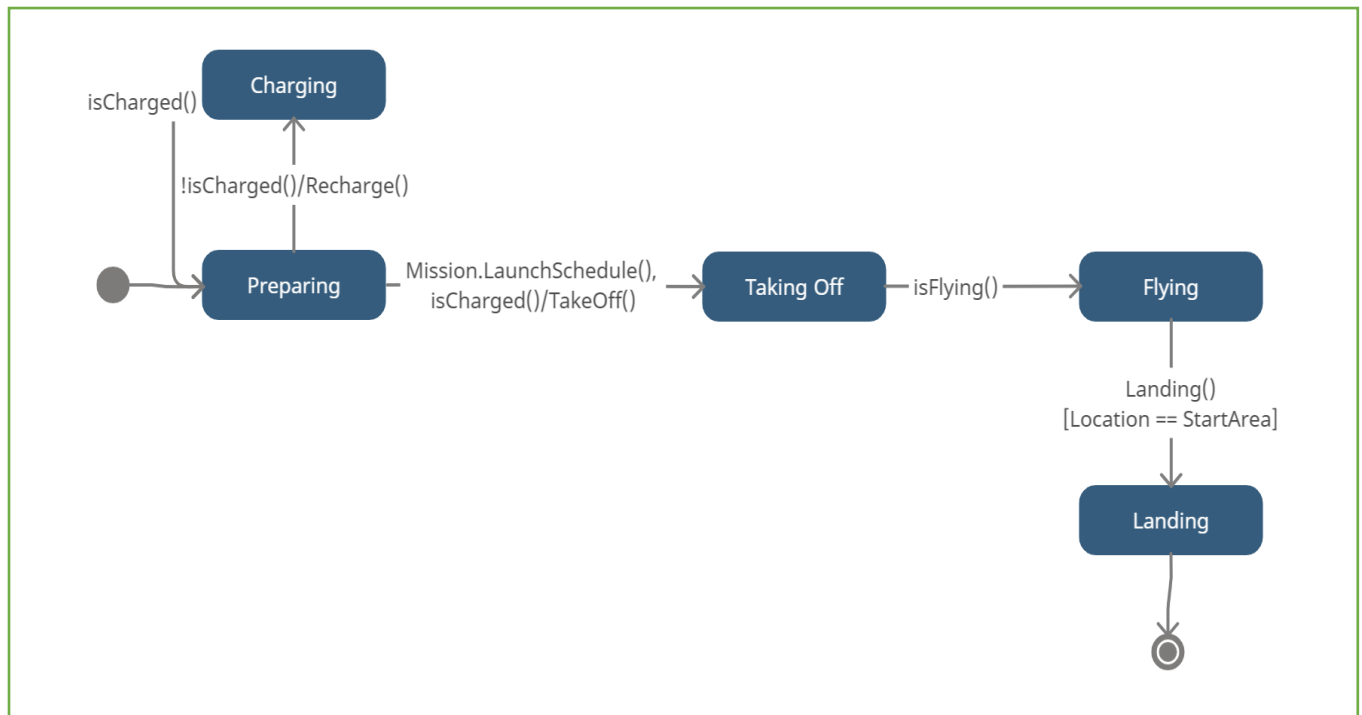 Charging
isCharged()
!isCharged()/Recharge()
Preparing
Mission.LaunchSchedule(),
isCharged()/TakeOff()
Taking Off
isFlying()
Flying
Landing()
[Location == StartArea]
Landing